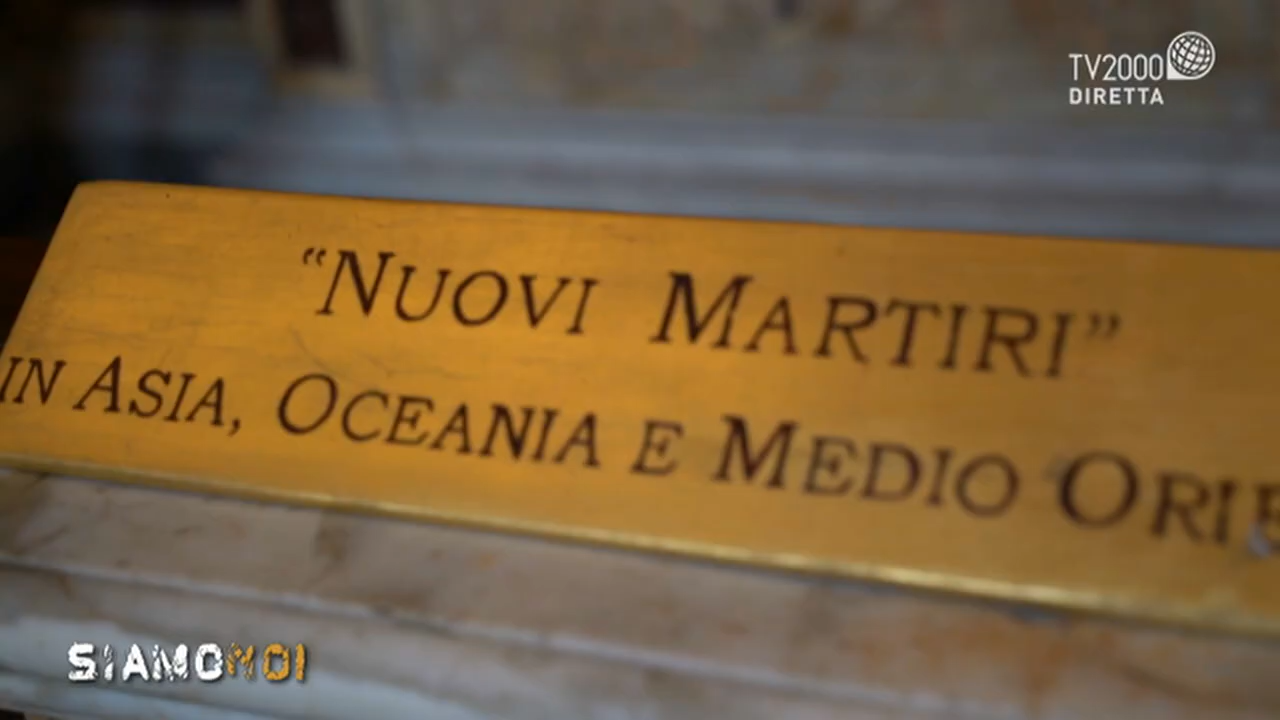 TV2000
DIRETTA
“NUOVI MARTIRI”
IN ASIA, OCEANIA E MEDIO
SIAMONOI